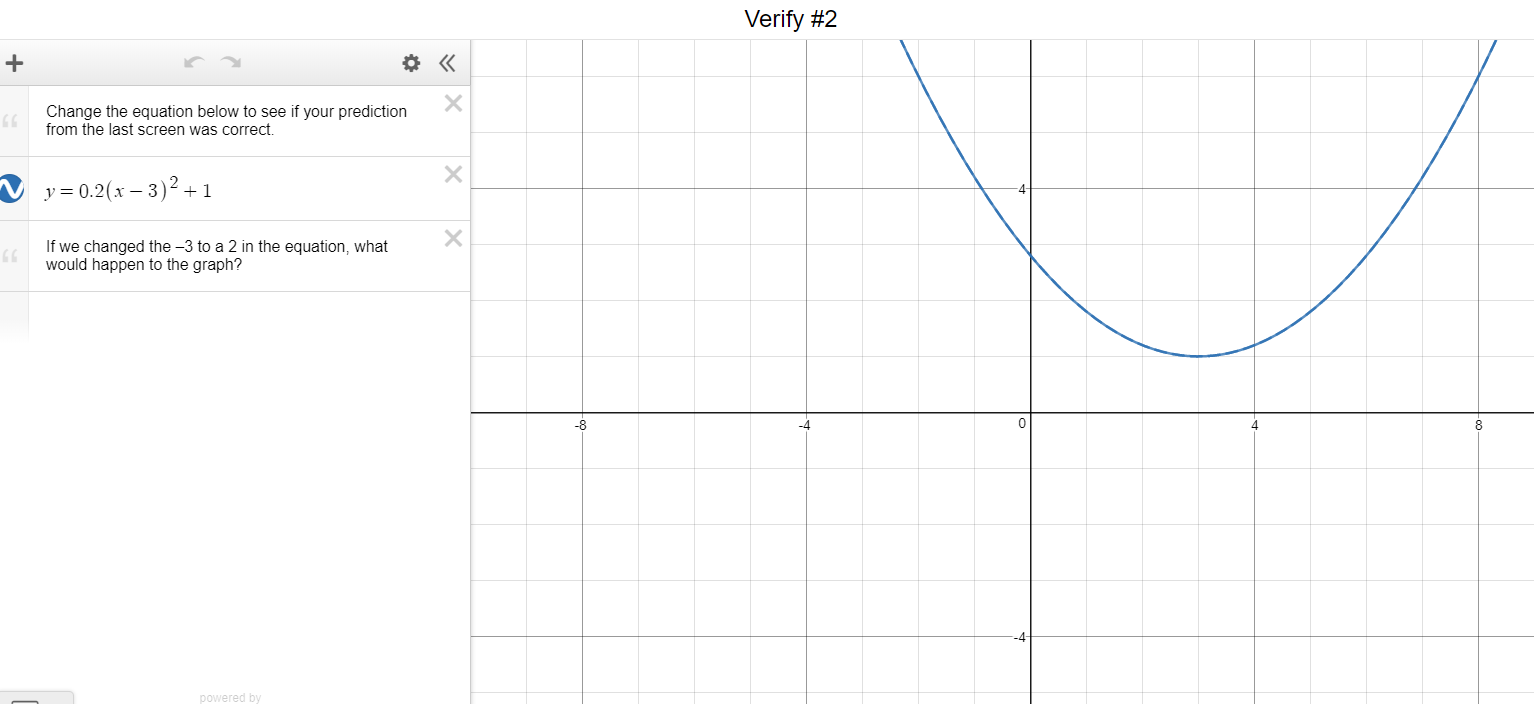 Verify #2
Change the equation below to see if your prediction
from the last screen was correct.
y = 0.2(x – 3)² + 1
If we changed the –3 to a 2 in the equation, what
would happen to the graph?
powered by
4
-8
-4
0
4
8
-4